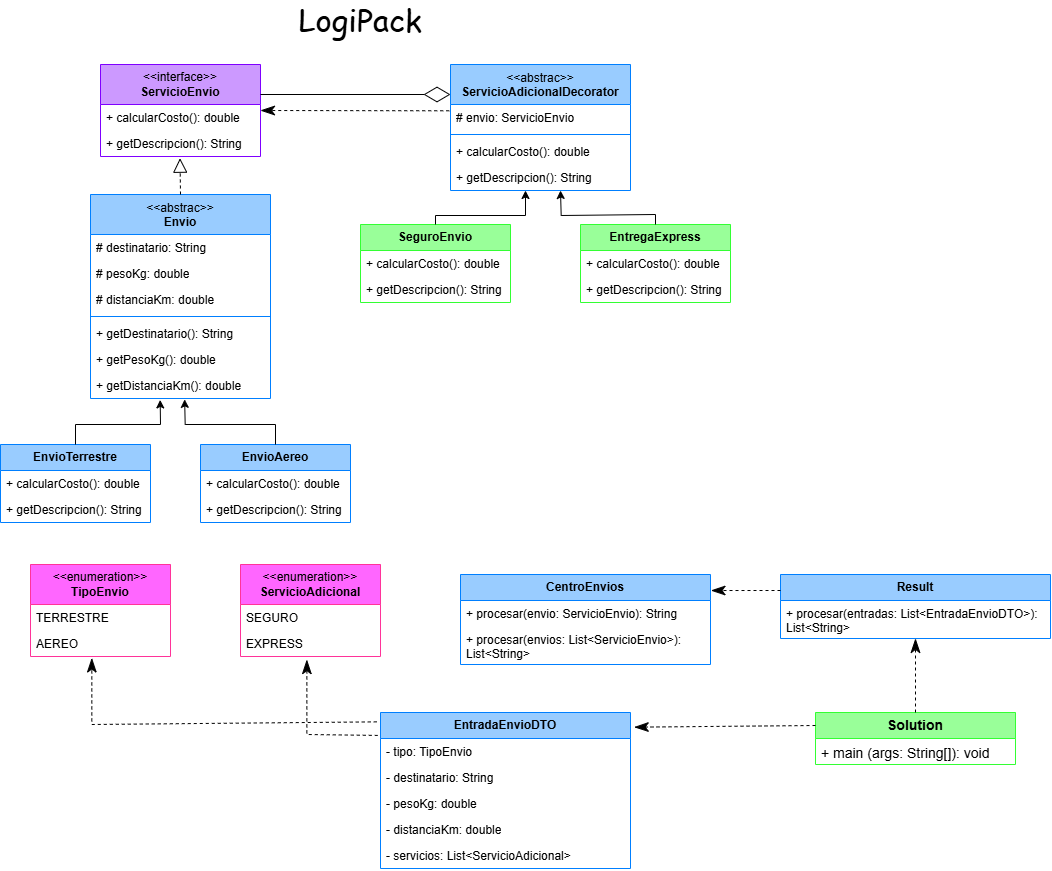 LogiPack
<<interface>>
ServicioEnvio
+ calcularCosto(): double
+ getDescripcion(): String
<<abstrac>>
ServicioAdicionalDecorator
# envio: ServicioEnvio
+ calcularCosto(): double
+ getDescripcion(): String
<<abstrac>>
Envio
# destinatario: String
# pesoKg: double
# distanciaKm: double
+ getDestinatario(): String
+ getPesoKg(): double
+ getDistanciaKm(): double
SeguroEnvio
+ calcularCosto(): double
+ getDescripcion(): String
EntregaExpress
+ calcularCosto(): double
+ getDescripcion(): String
EnvioTerrestre
+ calcularCosto(): double
+ getDescripcion(): String
EnvioAereo
+ calcularCosto(): double
+ getDescripcion(): String
<<enumeration>>
TipoEnvio
TERRESTRE
AEREO
<<enumeration>>
ServicioAdicional
SEGURO
EXPRESS
CentroEnvios
+ procesar(envio: ServicioEnvio): String
+ procesar(envios: List<ServicioEnvio>):
List<String>
Result
+ procesar(entradas: List<EntradaEnvioDTO>):
List<String>
EntradaEnvioDTO
- tipo: TipoEnvio
- destinatario: String
- pesoKg: double
- distanciaKm: double
- servicios: List<ServicioAdicional>
Solution
+ main (args: String[]): void